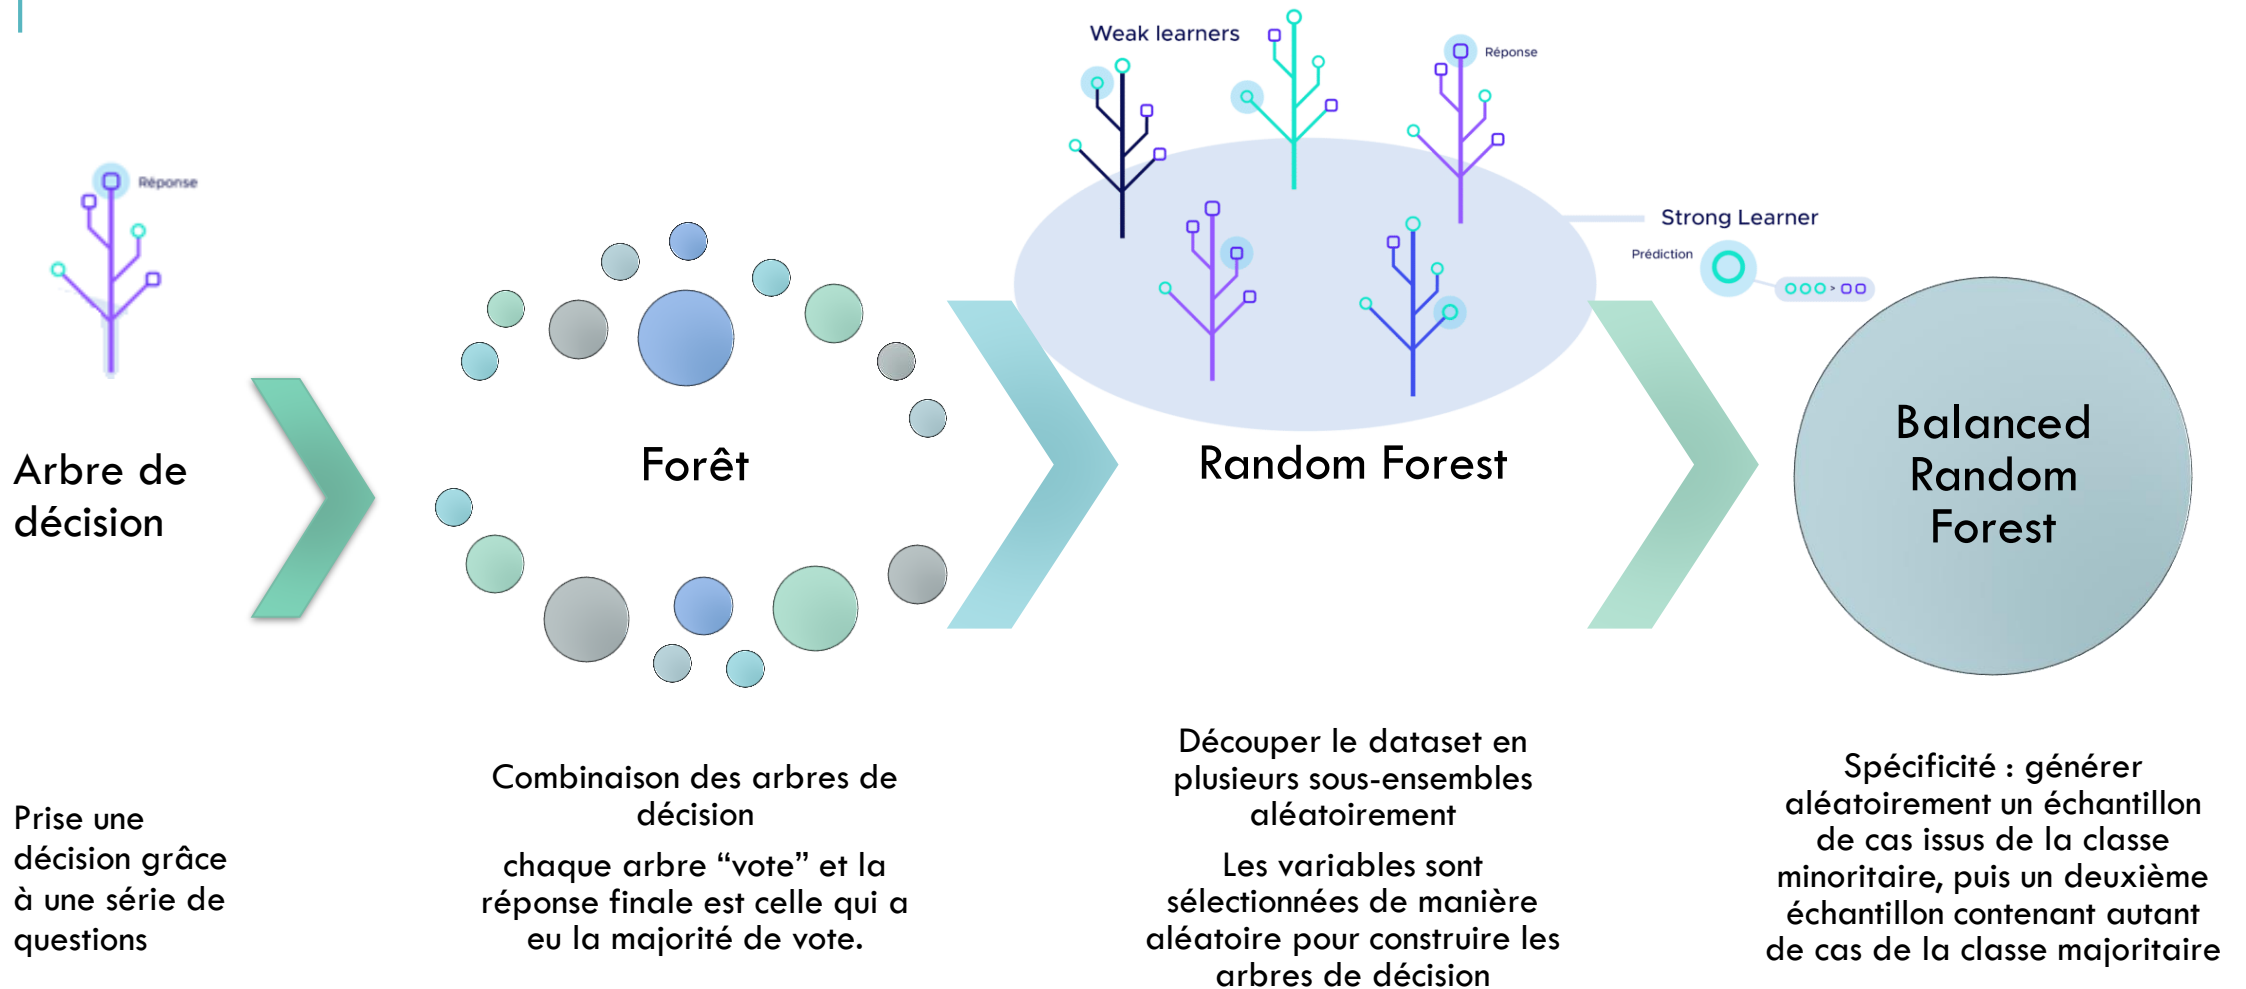 Weak learners
Réponse
Réponse
Strong Learner
Prédiction
>
Arbre de
décision
Forêt
Random Forest
Balanced
Random
Forest
Prise une
décision grâce
à une série de
questions
Combinaison des arbres de
décision
chaque arbre “vote” et la
réponse finale est celle qui a
eu la majorité de vote.
Découper le dataset en
plusieurs sous-ensembles
aléatoirement
Les variables sont
sélectionnées de manière
aléatoire pour construire les
arbres de décision
Spécificité : générer
aléatoirement un échantillon
de cas issus de la classe
minoritaire, puis un deuxième
échantillon contenant autant
de cas de la classe majoritaire